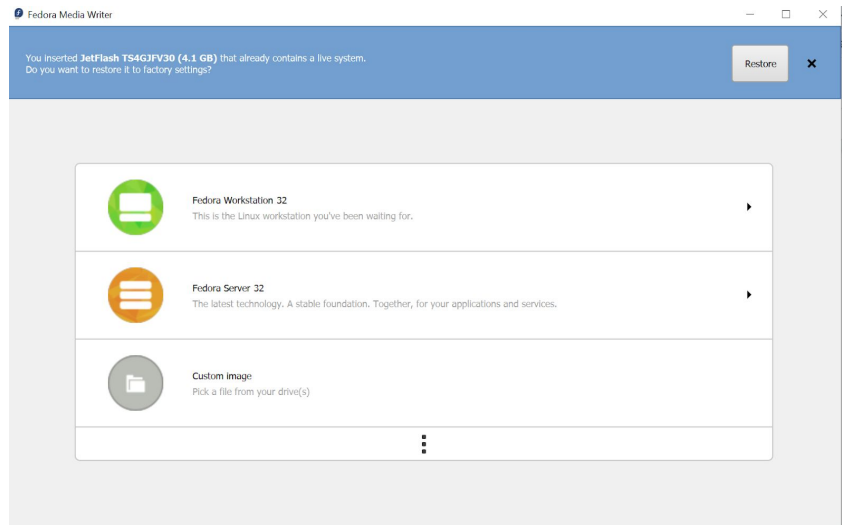 Fedora Media Writer
You inserted JetFlash TS4GJFV30 (4.1 GB) that already contains a live system.
Do you want to restore it to factory settings?
Restore
Fedora Workstation 32
This is the Linux workstation you've been waiting for.
Fedora Server 32
The latest technology. A stable foundation. Together, for your applications and services.
Custom image
Pick a file from your drive(s)